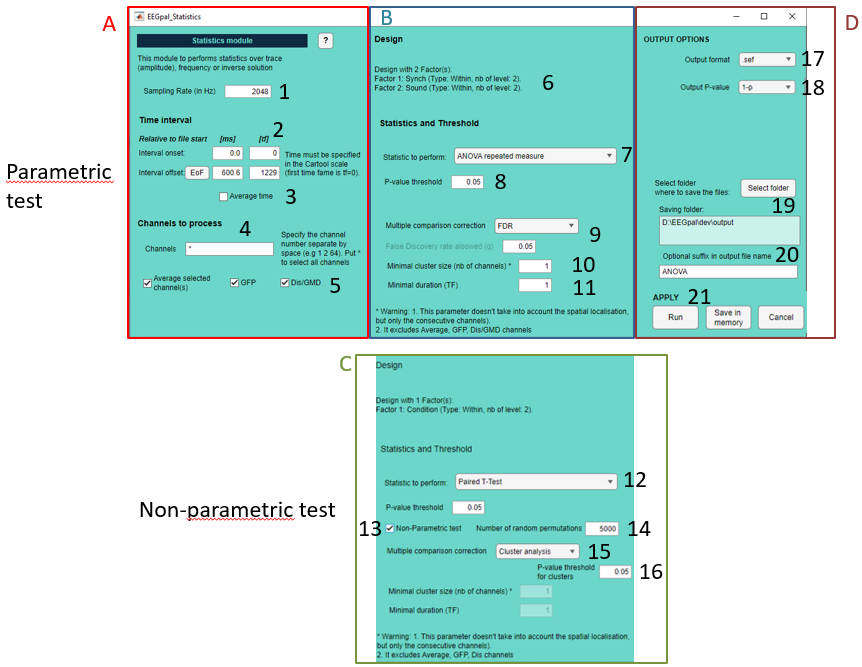 A
EEGpal_Statistics
Statistics module
?
This module to performs statistics over trace
(amplitude), frequency or inverse solution
Sampling Rate (in Hz) 2048 1
Time interval
2
Relative to file start [ms] [tf]
Interval onset: 0.0 0
Interval offset: EoF 600.6 1229
Time must be specified
in the Cartool scale
(first time fame is tf=0).
Average time 3
Channels to process
4
Channels *
Specify the channel
number separate by
space (e.g 1 2 64). Put *
to select all channels
Average selected
channel(s)
GFP
Dis/GMD 5
Parametric
test
B
Design
Design with 2 Factor(s):
Factor 1: Synch (Type: Within, nb of level: 2).
Factor 2: Sound (Type: Within, nb of level: 2).
6
Statistics and Threshold
Statistic to perform: ANOVA repeated measure 7
P-value threshold 0.05 8
Multiple comparison correction FDR 9
False Discovery rate aloowed (q) 0.05
Minimal cluster size (nb of channels) * 1 10
Minimal duration (TF) 1 11
* Warning: 1. This parameter doesn't take into account the spatial localisation,
but only the consecutive channels).
2. It excludes Average, GFP, Dis/GMD channels
D
OUTPUT OPTIONS
Output format .sef 17
Output P-value 1-p 18
Select folder
where to save the files:
Select folder
19
Saving folder:
D:\EEGpal\dev\output
20
Optional suffix in output file name
ANOVA
APPLY 21
Run
Save in
memory
Cancel
Non-parametric test
C
Design
Design with 1 Factor(s):
Factor 1: Condition (Type: Within, nb of level: 2).
Statistics and Threshold
Statistic to perform: Paired T-Test 12
P-value threshold 0.05
13 Non-Parametric test Number of random permutations 5000 14
Multiple comparison correction Cluster analysis 15
P-value threshold
for clusters 0.05 16
Minimal cluster size (nb of channels) * 1
Minimal duration (TF) 1
* Warning: 1. This parameter doesn't take into account the spatial localisation,
but only the consecutive channels).
2. It excludes Average, GFP, Dis channels